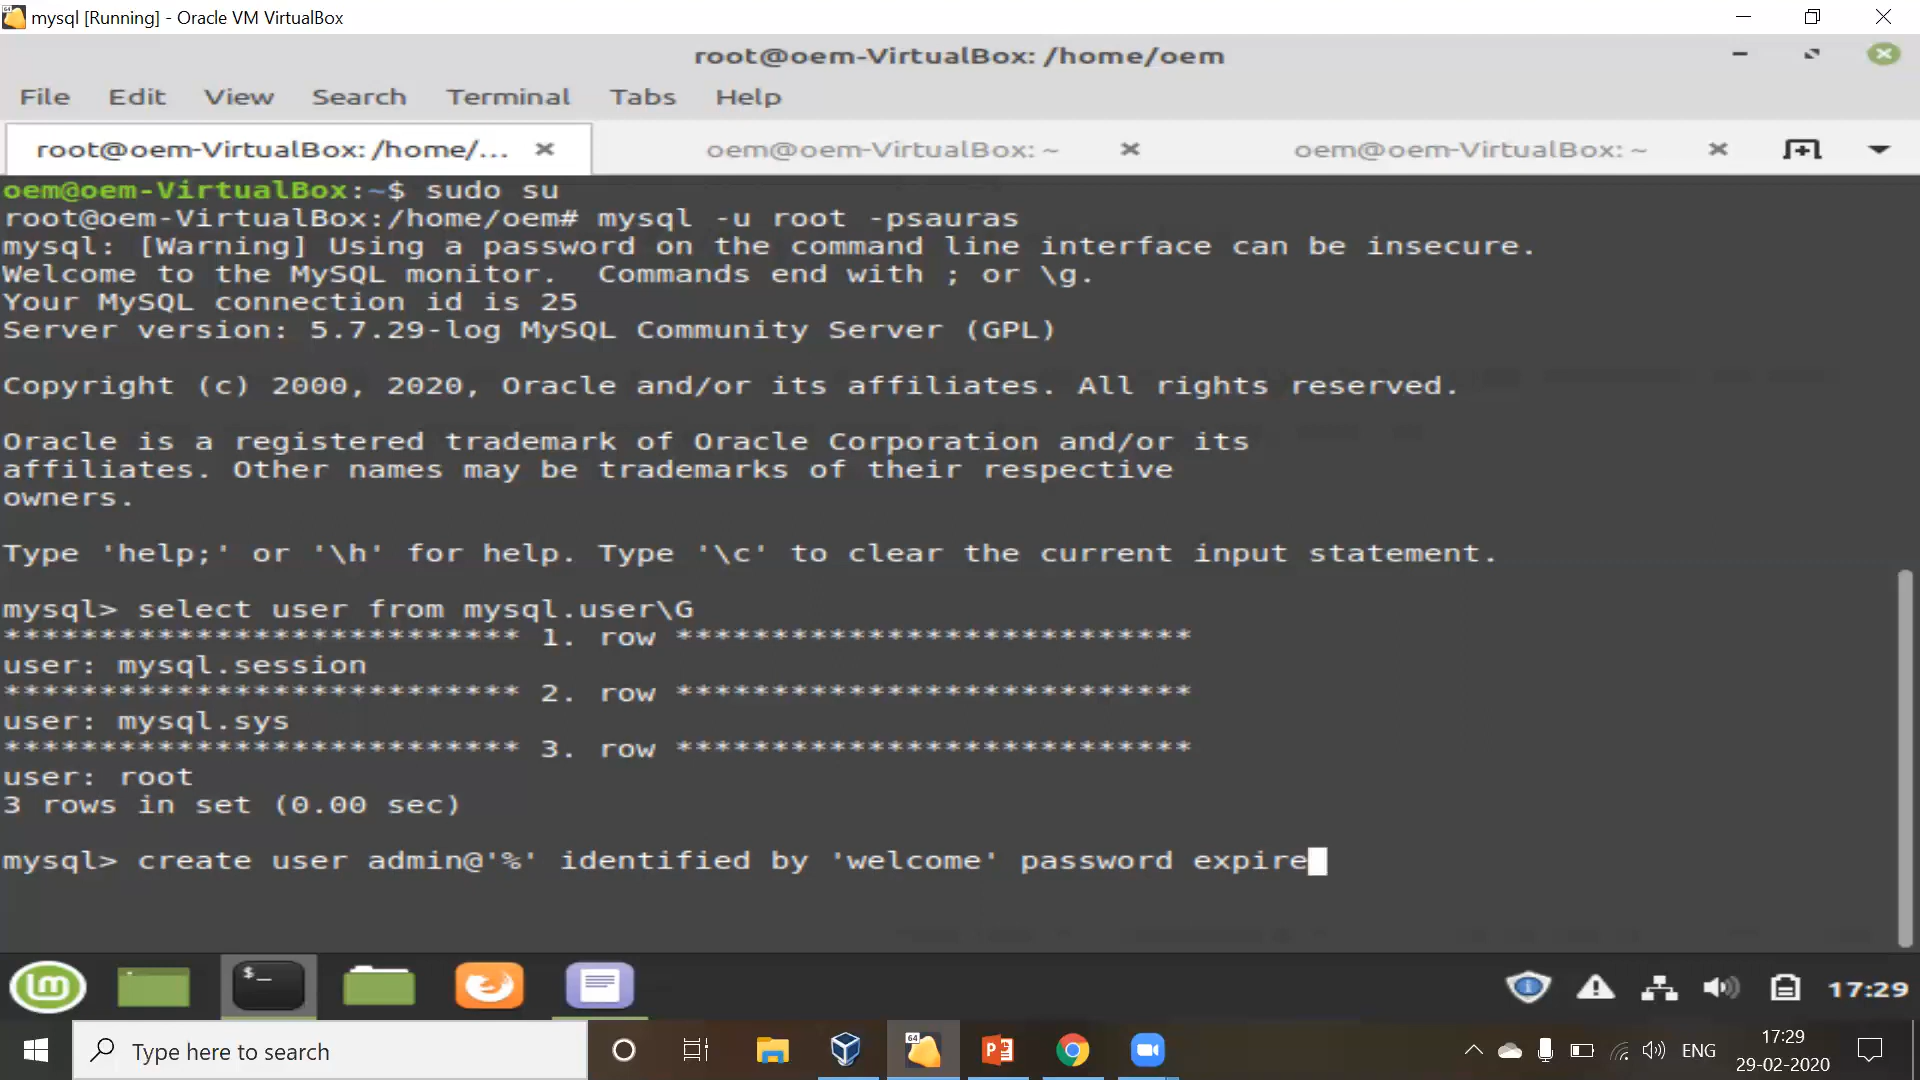 mysql [Running] - Oracle VM VirtualBox
root@oem-VirtualBox: /home/oem
File Edit View Search Terminal Tabs Help
root@oem-VirtualBox: /home/... oem@oem-VirtualBox: ~ oem@oem-VirtualBox: ~
oem@oem-VirtualBox:~$ sudo su
root@oem-VirtualBox:/home/oem# mysql -u root -psauras
mysql: [Warning] Using a password on the command line interface can be insecure.
Welcome to the MySQL monitor.  Commands end with ; or \g.
Your MySQL connection id is 25
Server version: 5.7.29-log MySQL Community Server (GPL)
Copyright (c) 2000, 2020, Oracle and/or its affiliates. All rights reserved.
Oracle is a registered trademark of Oracle Corporation and/or its
affiliates. Other names may be trademarks of their respective
owners.
Type 'help;' or '\h' for help. Type '\c' to clear the current input statement.
mysql> select user from mysql.user\G
*************************** 1. row ***************************
user: mysql.session
*************************** 2. row ***************************
user: mysql.sys
*************************** 3. row ***************************
user: root
3 rows in set (0.00 sec)
mysql> create user admin@'%' identified by 'welcome' password expire
17:29
Type here to search
64
ENG
17:29
29-02-2020